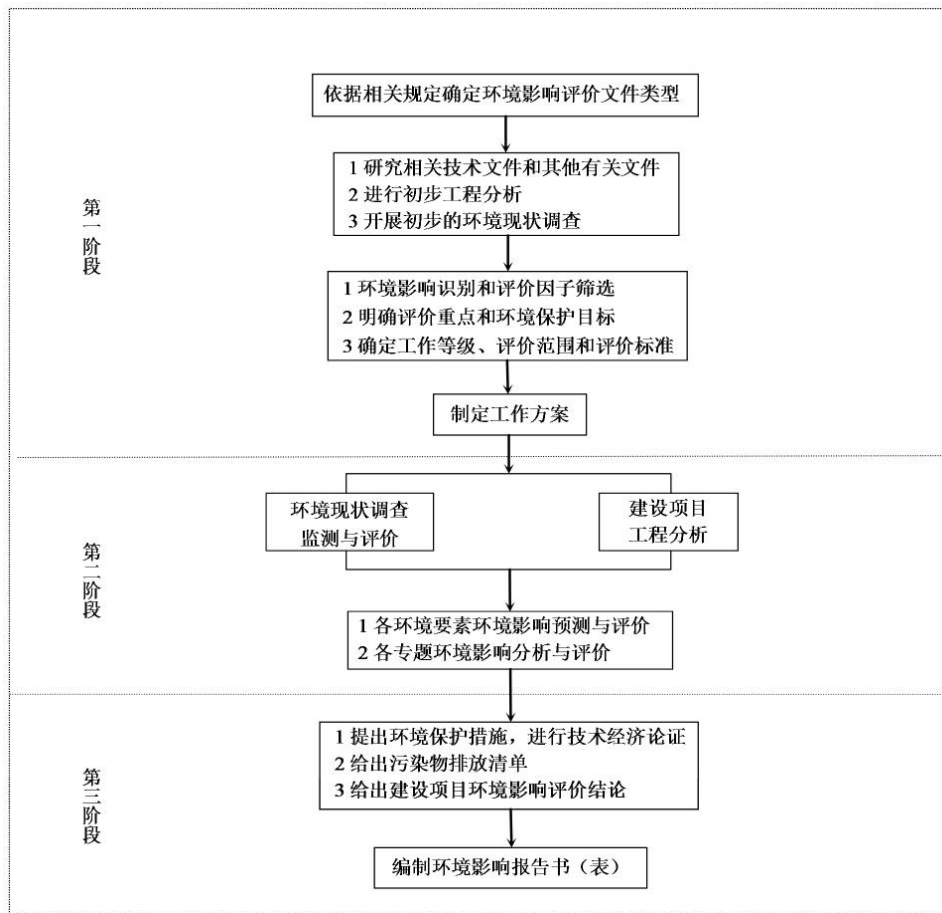 依据相关规定确定环境影响评价文件类型
1 研究相关技术文件和其他有关文件
2 进行初步工程分析
3 开展初步的环境现状调查
第一阶段
1 环境影响识别和评价因子筛选
2 明确评价重点和环境保护目标
3 确定工作等级、评价范围和评价标准
制定工作方案
环境现状调查
监测与评价
建设项目
工程分析
第二阶段
1 各环境要素环境影响预测与评价
2 各专题环境影响分析与评价
1 提出环境保护措施，进行技术经济论证
2 给出污染物排放清单
3 给出建设项目环境影响评价结论
第三阶段
编制环境影响报告书（表）